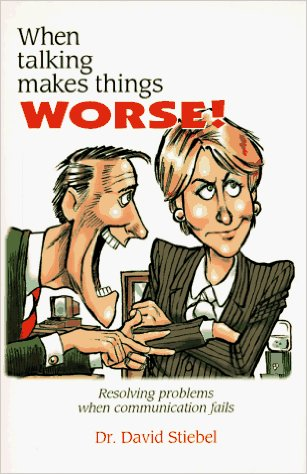 When
talking
makes things
WORSE!
Resolving problems
when communication fails
Dr. David Stiebel